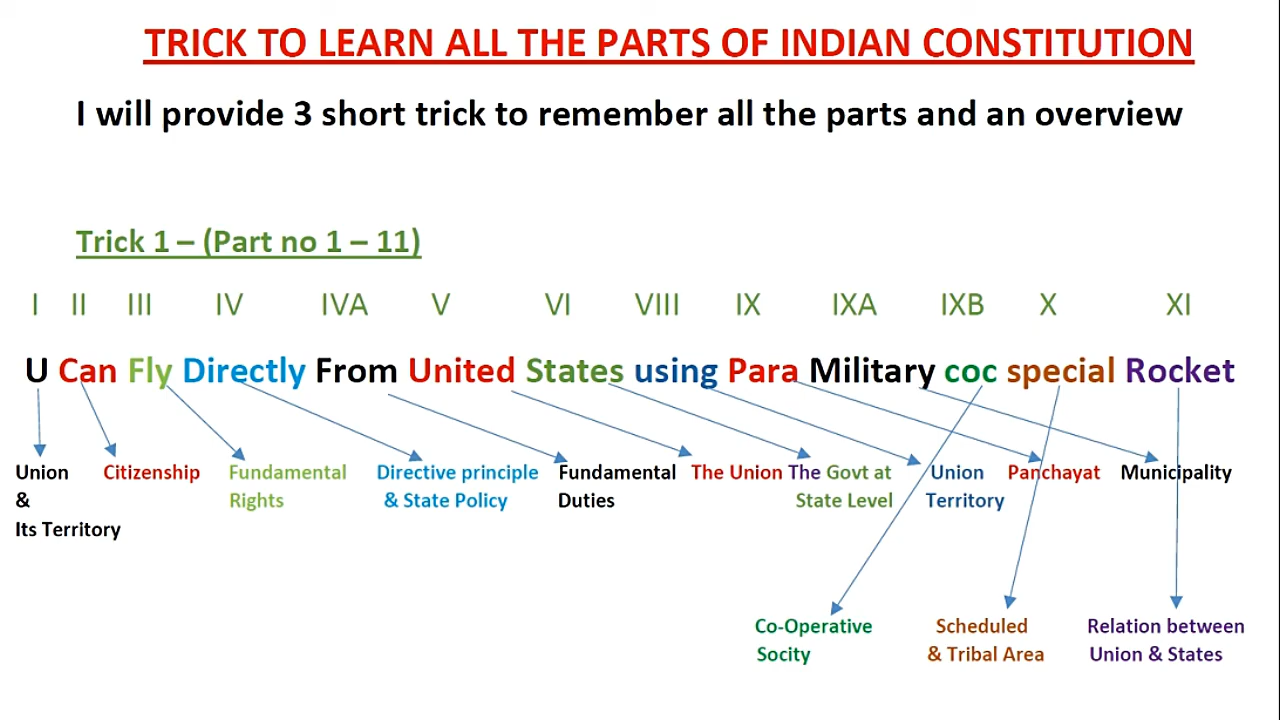 TRICK TO LEARN ALL THE PARTS OF INDIAN CONSTITUTION
I will provide 3 short trick to remember all the parts and an overview
Trick 1 – (Part no 1 – 11)
I II III IV IVA V VI VIII IX IXA IXB X XI
U Can Fly Directly From United States using Para Military coc special Rocket
Union Citizenship Fundamental Directive principle Fundamental The Union The Govt at Union Panchayat Municipality
& Rights & State Policy Duties State Level Territory
Its Territory
Co-Operative Scheduled Relation between
Socity & Tribal Area Union & States